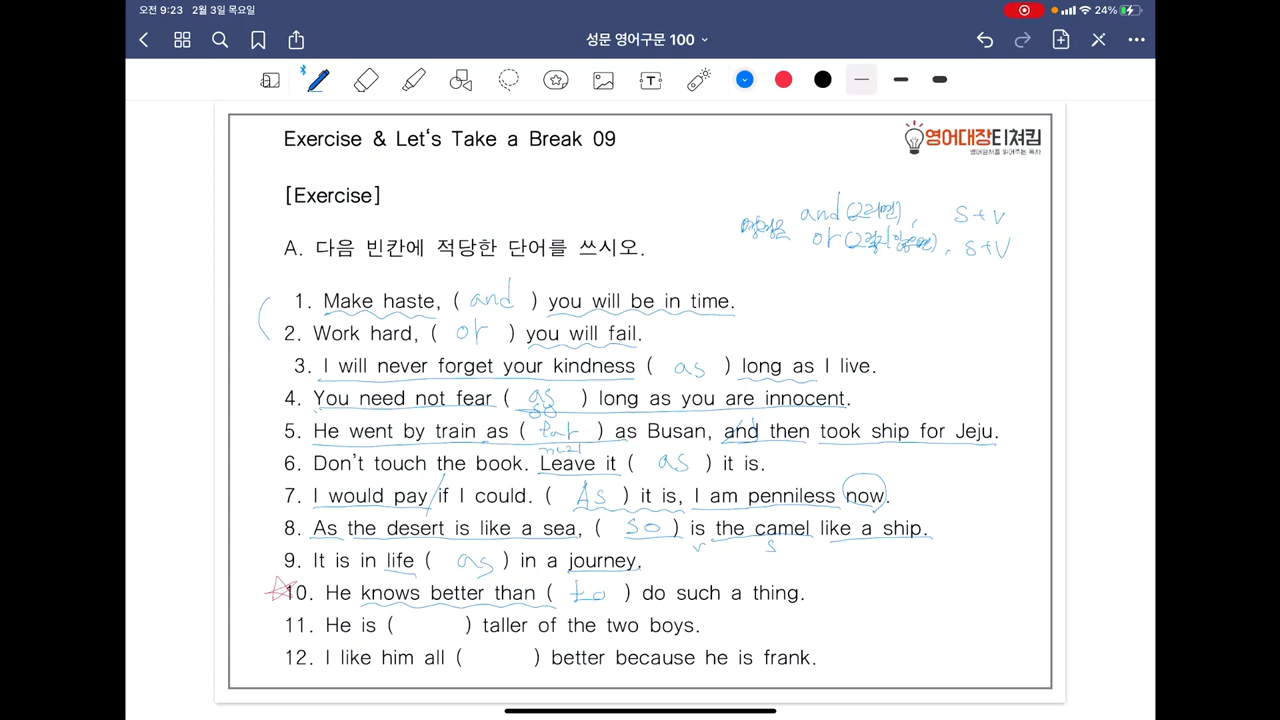 오전 9:23 2월 3일 목요일 24%
성문 영어구문 100
Exercise & Let's Take a Break 09
영어대장티쳐킴
[Exercise]
and (그러면), S+V
명령문
or (그렇지 않으면), S+V
A. 다음 빈칸에 적당한 단어를 쓰시오.
1. Make haste, ( and ) you will be in time.
2. Work hard, ( or ) you will fail.
3. I will never forget your kindness ( as ) long as I live.
4. You need not fear ( as ) long as you are innocent.
so
5. He went by train as ( far ) as Busan, and then took ship for Jeju.
6. Don't touch the book. Leave it ( as ) it is.
7. I would pay if I could. ( As ) it is, I am penniless now.
8. As the desert is like a sea, ( so ) is the camel like a ship.
v s
9. It is in life ( as ) in a journey.
10. He knows better than ( to ) do such a thing.
11. He is ( ) taller of the two boys.
12. I like him all ( ) better because he is frank.